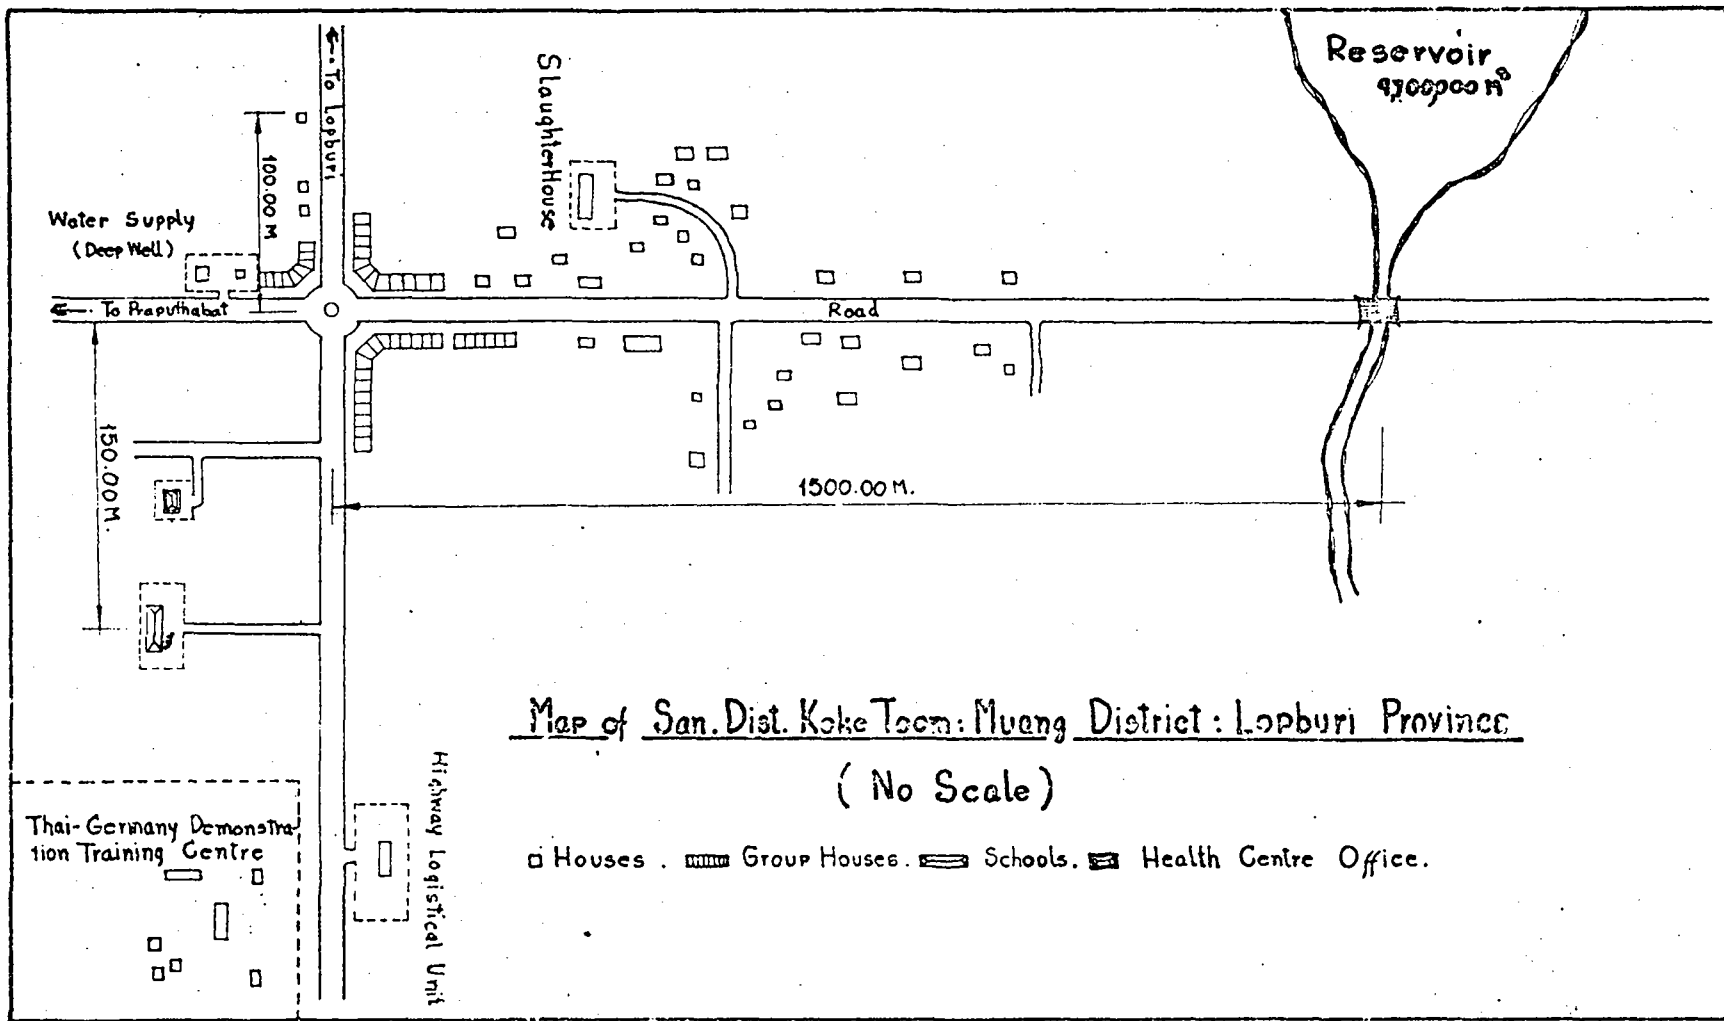 To Lopburi
Slaughter House
Reservoir
100.00 M
Water Supply
(Deep Well)
To Praputhabat
Road
150.00 M.
1500.00 M.
Map of San. Dist. Koke Toom : Muang District : Lopburi Province
( No Scale )
Houses . Group Houses . Schools . Health Centre Office .
Thai-Germany Demonstra-
tion Training Centre
Highway Logistical Unit